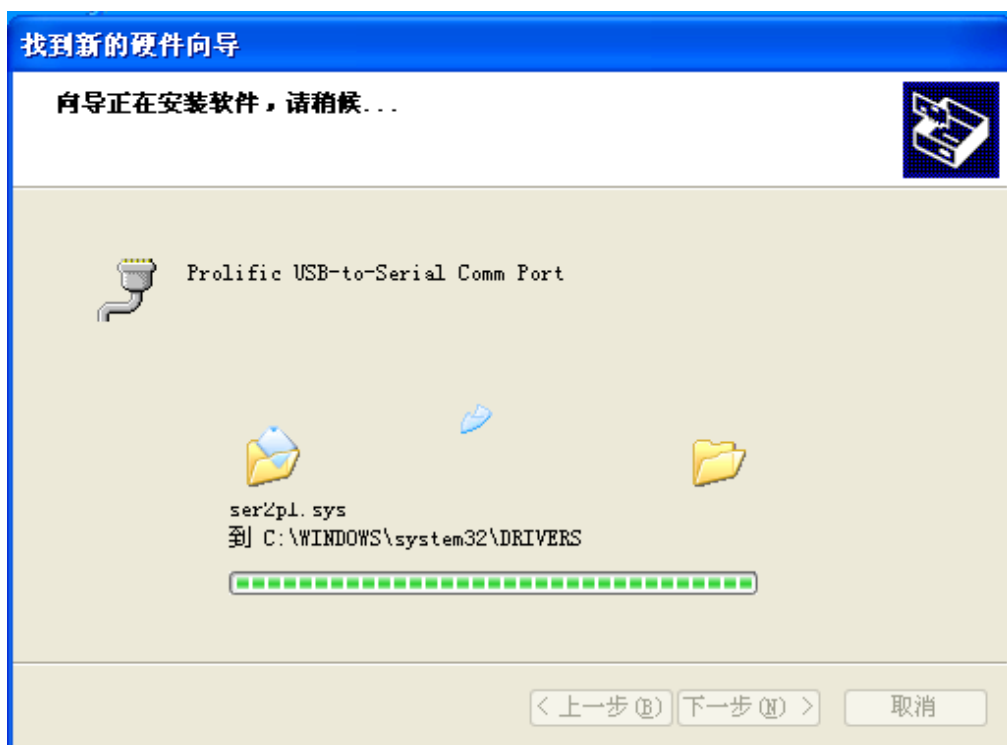 找到新的硬件向导
向导正在安装软件，请稍候...
Prolific USB-to-Serial Comm Port
ser2pl.sys
到 C:\WINDOWS\system32\DRIVERS
< 上一步(B) 下一步(N) > 取消